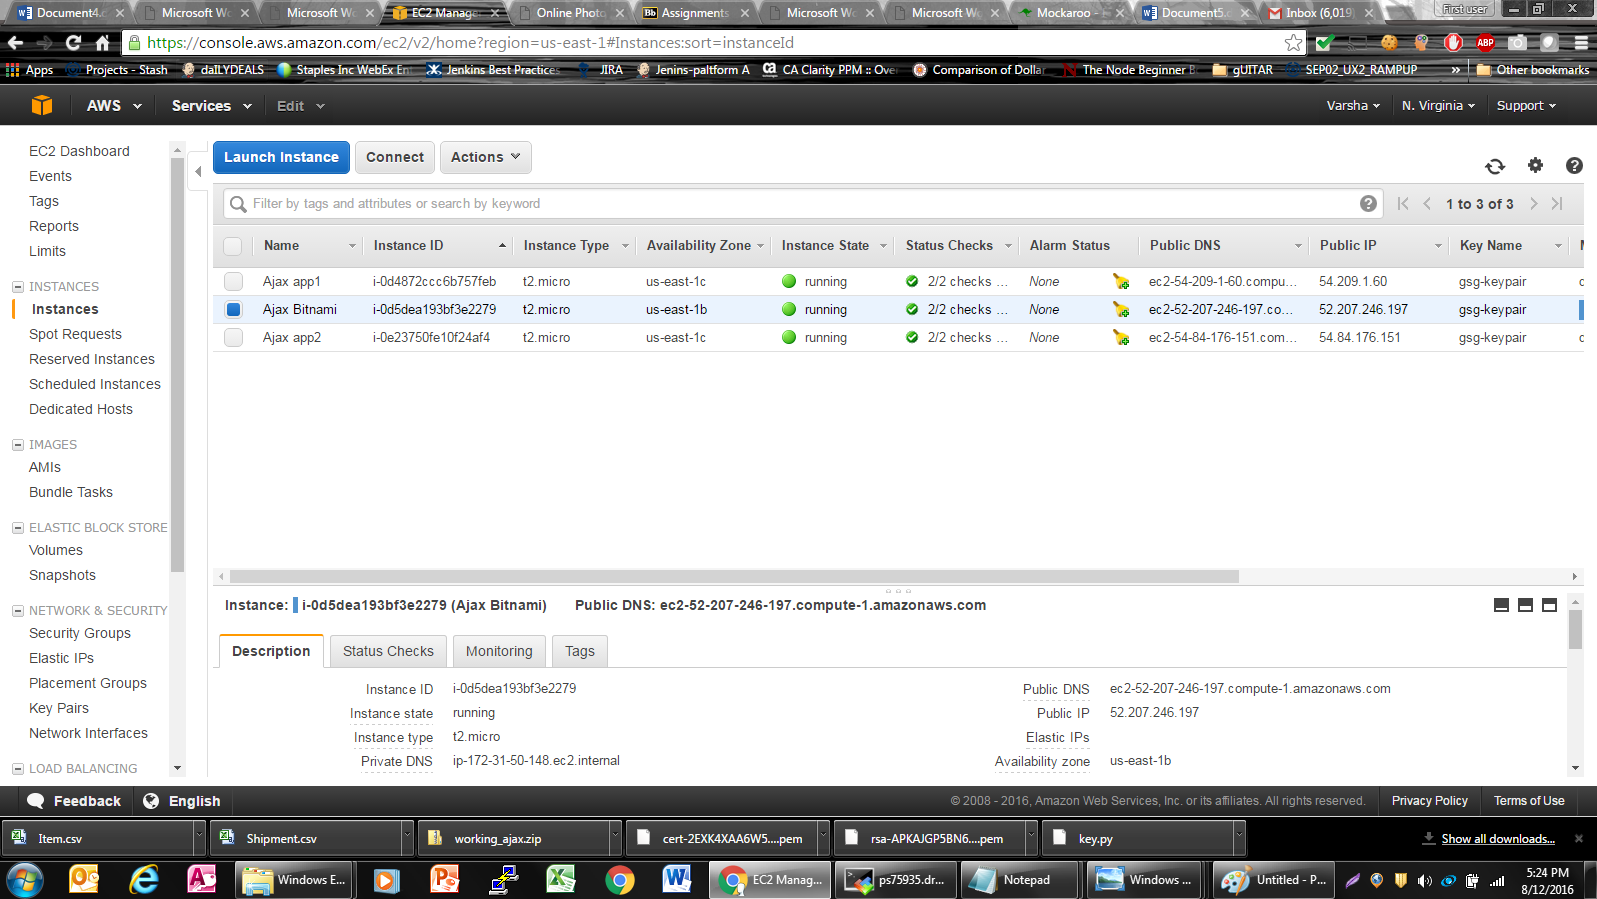 Document4.d
Microsoft Wo
Microsoft Wo
EC2 Manage
Online Photo
Bb Assignments
Microsoft Wo
Microsoft Wo
Mockaroo -
Document5.d
Inbox (6,019)
First user
https://console.aws.amazon.com/ec2/v2/home?region=us-east-1#Instances:sort=instanceId
ABP
Apps
Projects - Stash
daILYDEALS
Staples Inc WebEx En
Jenkins Best Practices
JIRA
Jenins-paltform A
CA Clarity PPM :: Over
Comparison of Dollar
The Node Beginner B
gUITAR
SEP02_UX2_RAMPUP
»
Other bookmarks
AWS
Services
Edit
Varsha
N. Virginia
Support
EC2 Dashboard
Events
Tags
Reports
Limits
INSTANCES
Instances
Spot Requests
Reserved Instances
Scheduled Instances
Dedicated Hosts
IMAGES
AMIs
Bundle Tasks
ELASTIC BLOCK STORE
Volumes
Snapshots
NETWORK & SECURITY
Security Groups
Elastic IPs
Placement Groups
Key Pairs
Network Interfaces
LOAD BALANCING
Launch Instance
Connect
Actions
Filter by tags and attributes or search by keyword
1 to 3 of 3
Name Instance ID Instance Type Availability Zone Instance State Status Checks Alarm Status Public DNS Public IP Key Name
Ajax app1 i-0d4872ccc6b757feb t2.micro us-east-1c running 2/2 checks ... None ec2-54-209-1-60.compu... 54.209.1.60 gsg-keypair
Ajax Bitnami i-0d5dea193bf3e2279 t2.micro us-east-1b running 2/2 checks ... None ec2-52-207-246-197.co... 52.207.246.197 gsg-keypair
Ajax app2 i-0e23750fe10f24af4 t2.micro us-east-1c running 2/2 checks ... None ec2-54-84-176-151.com... 54.84.176.151 gsg-keypair
Instance: i-0d5dea193bf3e2279 (Ajax Bitnami) Public DNS: ec2-52-207-246-197.compute-1.amazonaws.com
Description
Status Checks
Monitoring
Tags
Instance ID i-0d5dea193bf3e2279
Instance state running
Instance type t2.micro
Private DNS ip-172-31-50-148.ec2.internal
Public DNS ec2-52-207-246-197.compute-1.amazonaws.com
Public IP 52.207.246.197
Elastic IPs
Availability zone us-east-1b
Feedback
English
© 2008 - 2016, Amazon Web Services, Inc. or its affiliates. All rights reserved.
Privacy Policy
Terms of Use
Item.csv
Shipment.csv
working_ajax.zip
cert-2EXK4XAA6W5....pem
rsa-APKAJGP5BN6....pem
key.py
Show all downloads...
Windows E...
EC2 Manag...
ps75935.dr...
Notepad
Windows ...
Untitled - P...
5:24 PM
8/12/2016